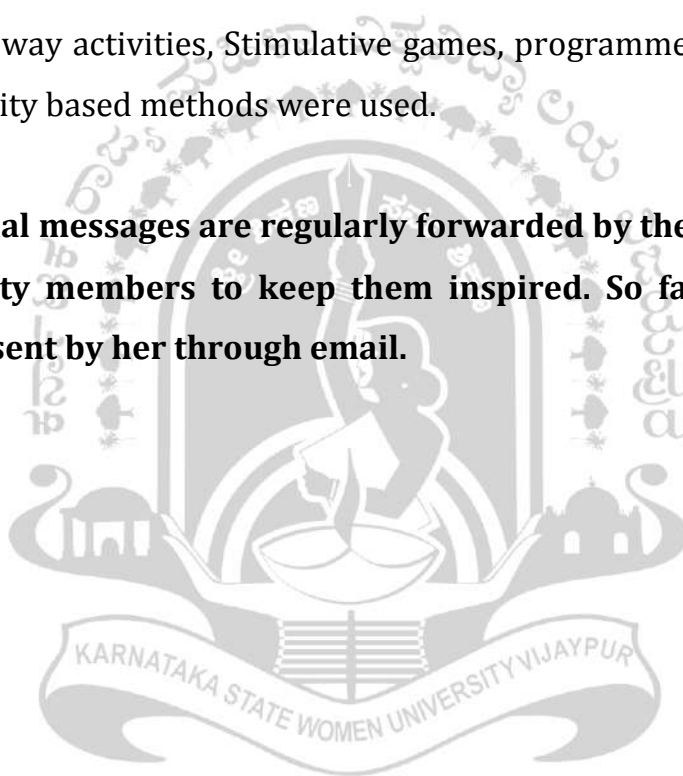 way activities, Stimulative games, programme
ity based methods were used.
al messages are regularly forwarded by the
ty members to keep them inspired. So fa
sent by her through email.
KARNATAKA STATE WOMEN UNIVERSITY VIJAYPUR